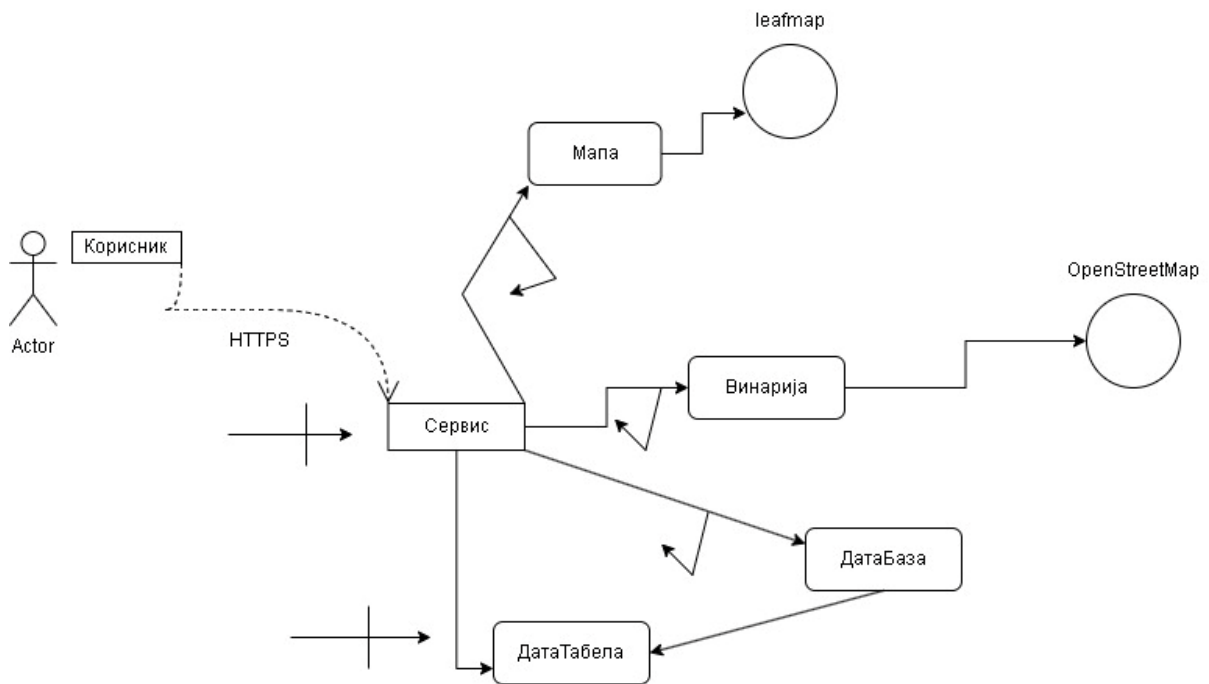 leafmap
Мапа
Корисник
OpenStreetMap
HTTPS
Actor
Винарија
Сервис
ДатаБаза
ДатаТабела